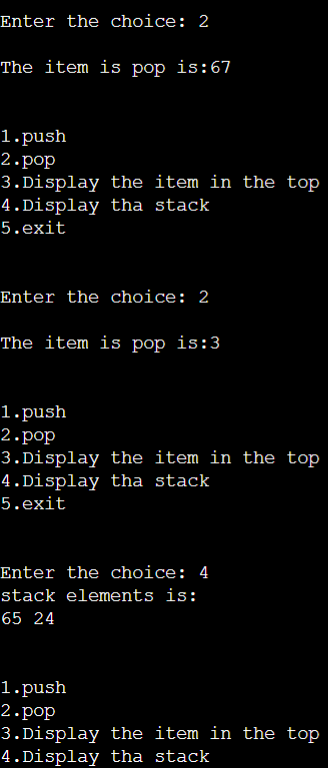 Enter the choice: 2
The item is pop is:67
1.push
2.pop
3.Display the item in the top
4.Display tha stack
5.exit
Enter the choice: 2
The item is pop is:3
1.push
2.pop
3.Display the item in the top
4.Display tha stack
5.exit
Enter the choice: 4
stack elements is:
65 24
1.push
2.pop
3.Display the item in the top
4.Display tha stack